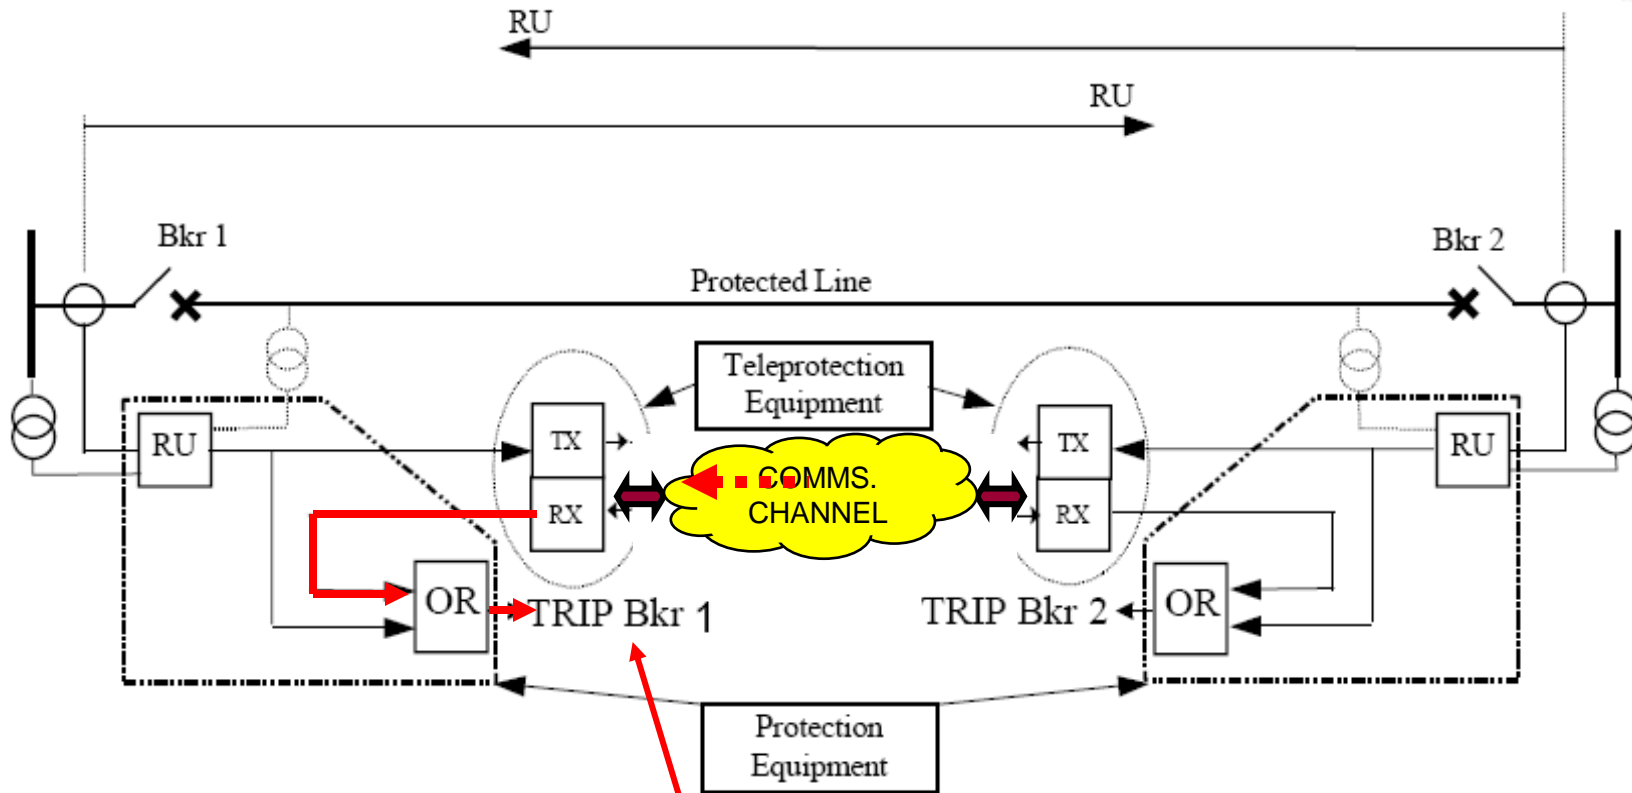 RU
RU
Bkr 1
Bkr 2
Protected Line
Teleprotection
Equipment
RU
TX
RX
COMMS.
CHANNEL
TX
RX
RU
OR
TRIP Bkr 1
TRIP Bkr 2
OR
Protection
Equipment